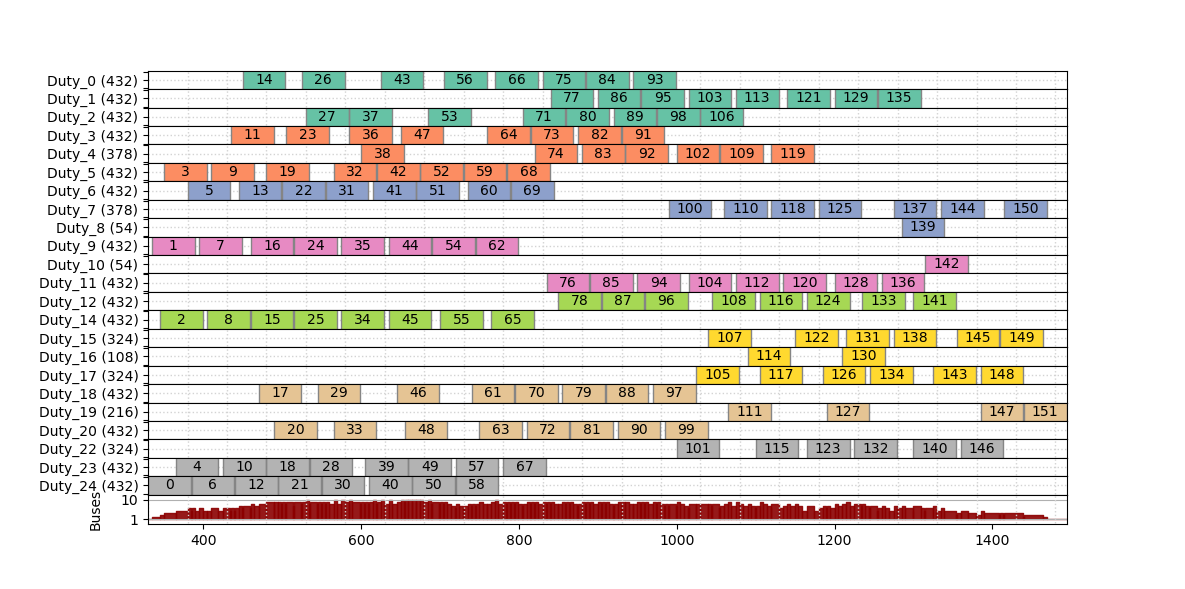 Duty_0 (432) 14 26 43 56 66 75 84 93
Duty_1 (432) 77 86 95 103 113 121 129 135
Duty_2 (432) 27 37 53 71 80 89 98 106
Duty_3 (432) 11 23 36 47 64 73 82 91
Duty_4 (378) 38 74 83 92 102 109 119
Duty_5 (432) 3 9 19 32 42 52 59 68
Duty_6 (432) 5 13 22 31 41 51 60 69
Duty_7 (378) 100 110 118 125 137 144 150
Duty_8 (54) 139
Duty_9 (432) 1 7 16 24 35 44 54 62
Duty_10 (54) 142
Duty_11 (432) 76 85 94 104 112 120 128 136
Duty_12 (432) 78 87 96 108 116 124 133 141
Duty_14 (432) 2 8 15 25 34 45 55 65
Duty_15 (324) 107 122 131 138 145 149
Duty_16 (108) 114 130
Duty_17 (324) 105 117 126 134 143 148
Duty_18 (432) 17 29 46 61 70 79 88 97
Duty_19 (216) 111 127 147 151
Duty_20 (432) 20 33 48 63 72 81 90 99
Duty_22 (324) 101 115 123 132 140 146
Duty_23 (432) 4 10 18 28 39 49 57 67
Duty_24 (432) 0 6 12 21 30 40 50 58
Buses
10
1
400 600 800 1000 1200 1400